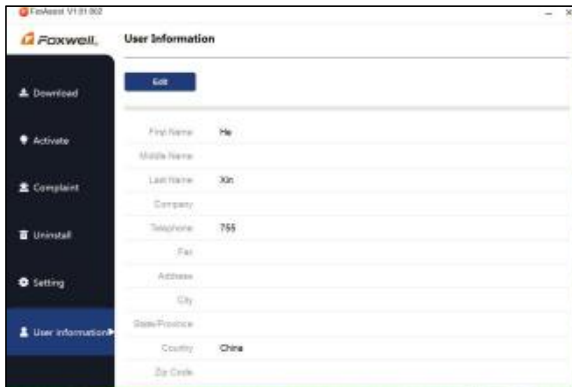 FoxAssist V1.01.002
Foxwell
User Information
Edit
Download
Activate
Complaint
Uninstall
Setting
User information
First Name He
Middle Name
Last Name Xin
Company
Telephone 755
Fax
Address
City
State/Province
Country China
Zip Code